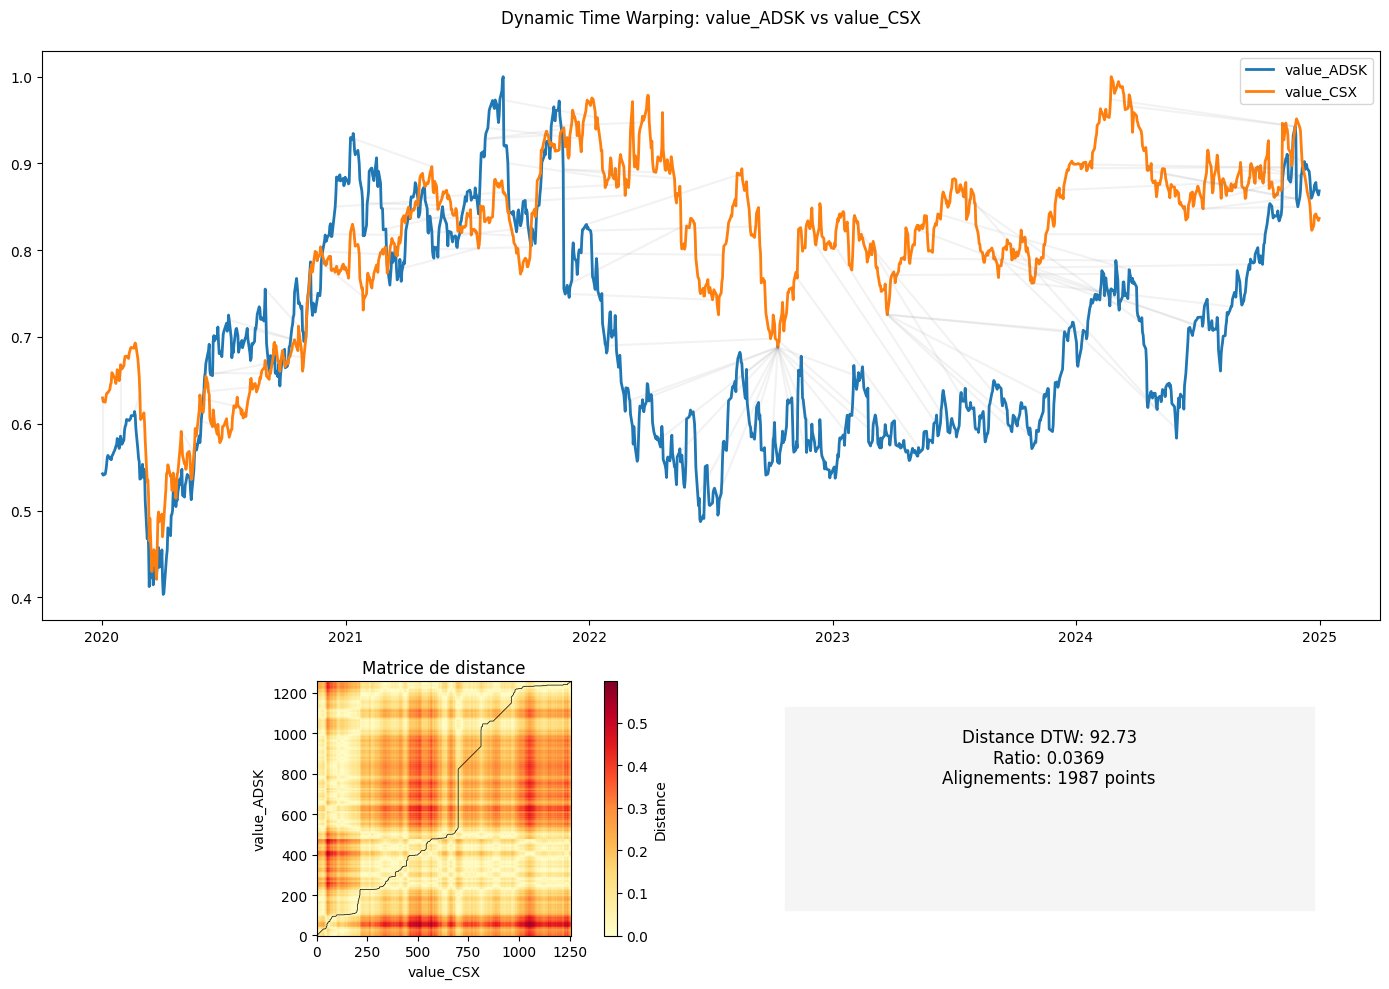 Dynamic Time Warping: value_ADSK vs value_CSX
value_ADSK
value_CSX
1.0
0.9
0.8
0.7
0.6
0.5
0.4
2020 2021 2022 2023 2024 2025
Matrice de distance
1200
1000
800
600
400
200
0
value_ADSK
0 250 500 750 1000 1250
value_CSX
0.5
0.4
0.3
0.2
0.1
0.0
Distance
Distance DTW: 92.73
Ratio: 0.0369
Alignements: 1987 points